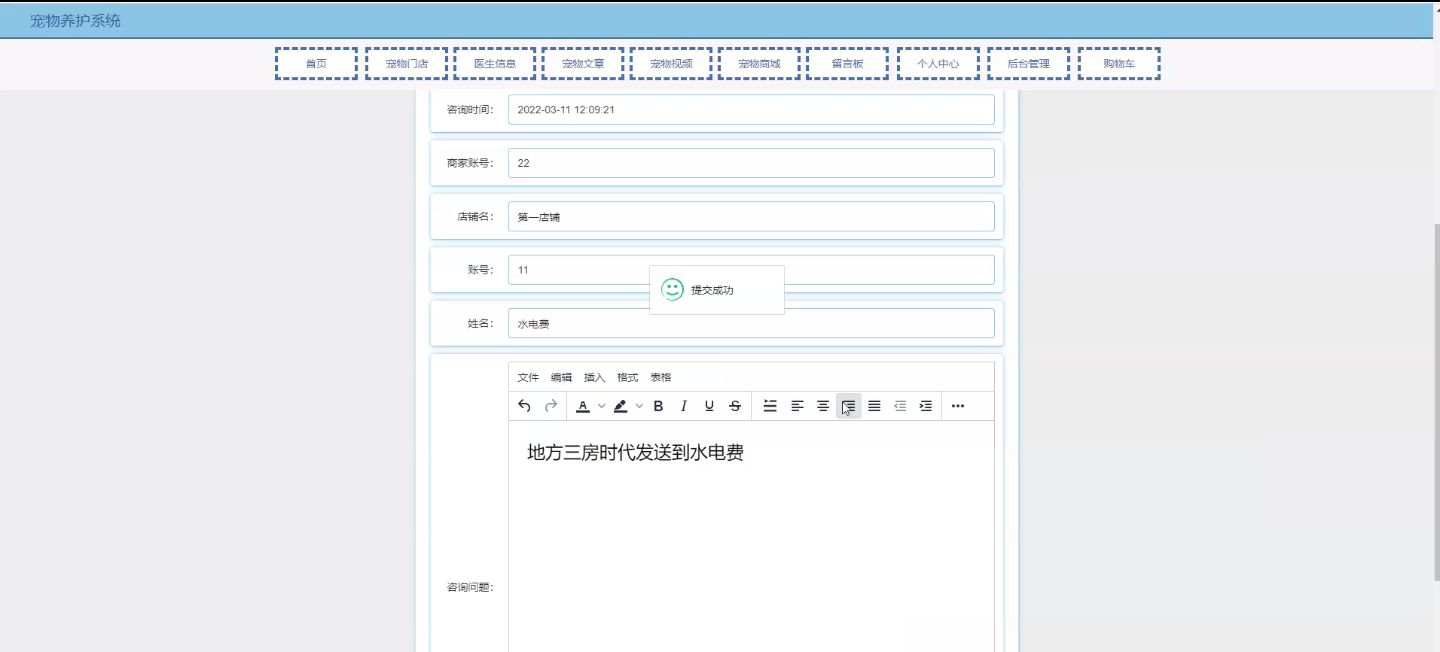 宠物养护系统
首页 宠物门店 医生信息 宠物文章 宠物视频 宠物商城 留言板 个人中心 后台管理 购物车
咨询时间： 2022-03-11 12:09:21
商家账号： 22
店铺名： 第一店铺
账号： 11
提交成功
姓名： 水电费
文件 编辑 插入 格式 表格
A B I U S
地方三房时代发送到水电费
咨询问题：